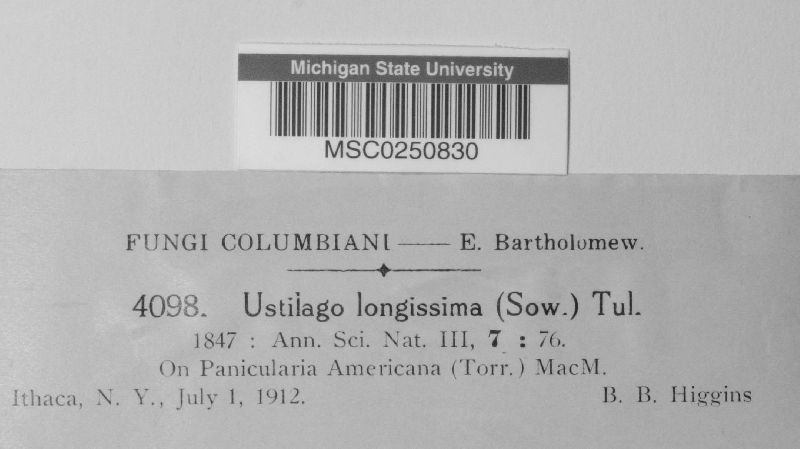 Michigan State University
MSC0250830
FUNGI COLUMBIANI —— E. Bartholomew.
4098. Ustilago longissima (Sow.) Tul.
1847 : Ann. Sci. Nat. III, 7 : 76.
On Panicularia Americana (Torr.) MacM.
Ithaca, N. Y., July 1, 1912. B. B. Higgins